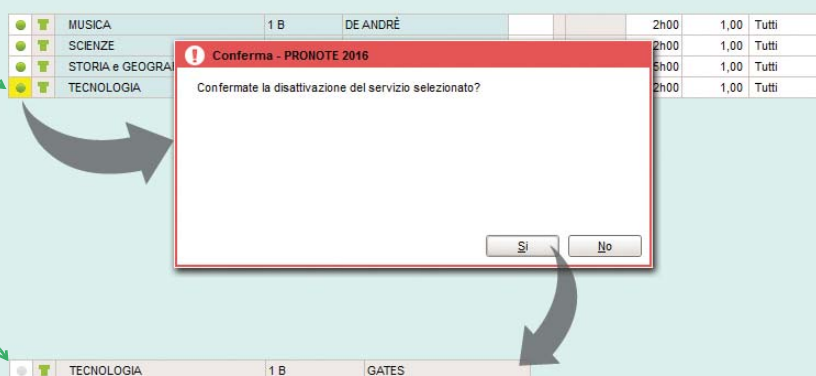 T MUSICA 1 B DE ANDRÈ 2h00 1,00 Tutti
T SCIENZE 2h00 1,00 Tutti
T STORIA e GEOGRA 5h00 1,00 Tutti
T TECNOLOGIA 2h00 1,00 Tutti
Conferma - PRONOTE 2016
Confermate la disattivazione del servizio selezionato?
Si No
T TECNOLOGIA 1 B GATES